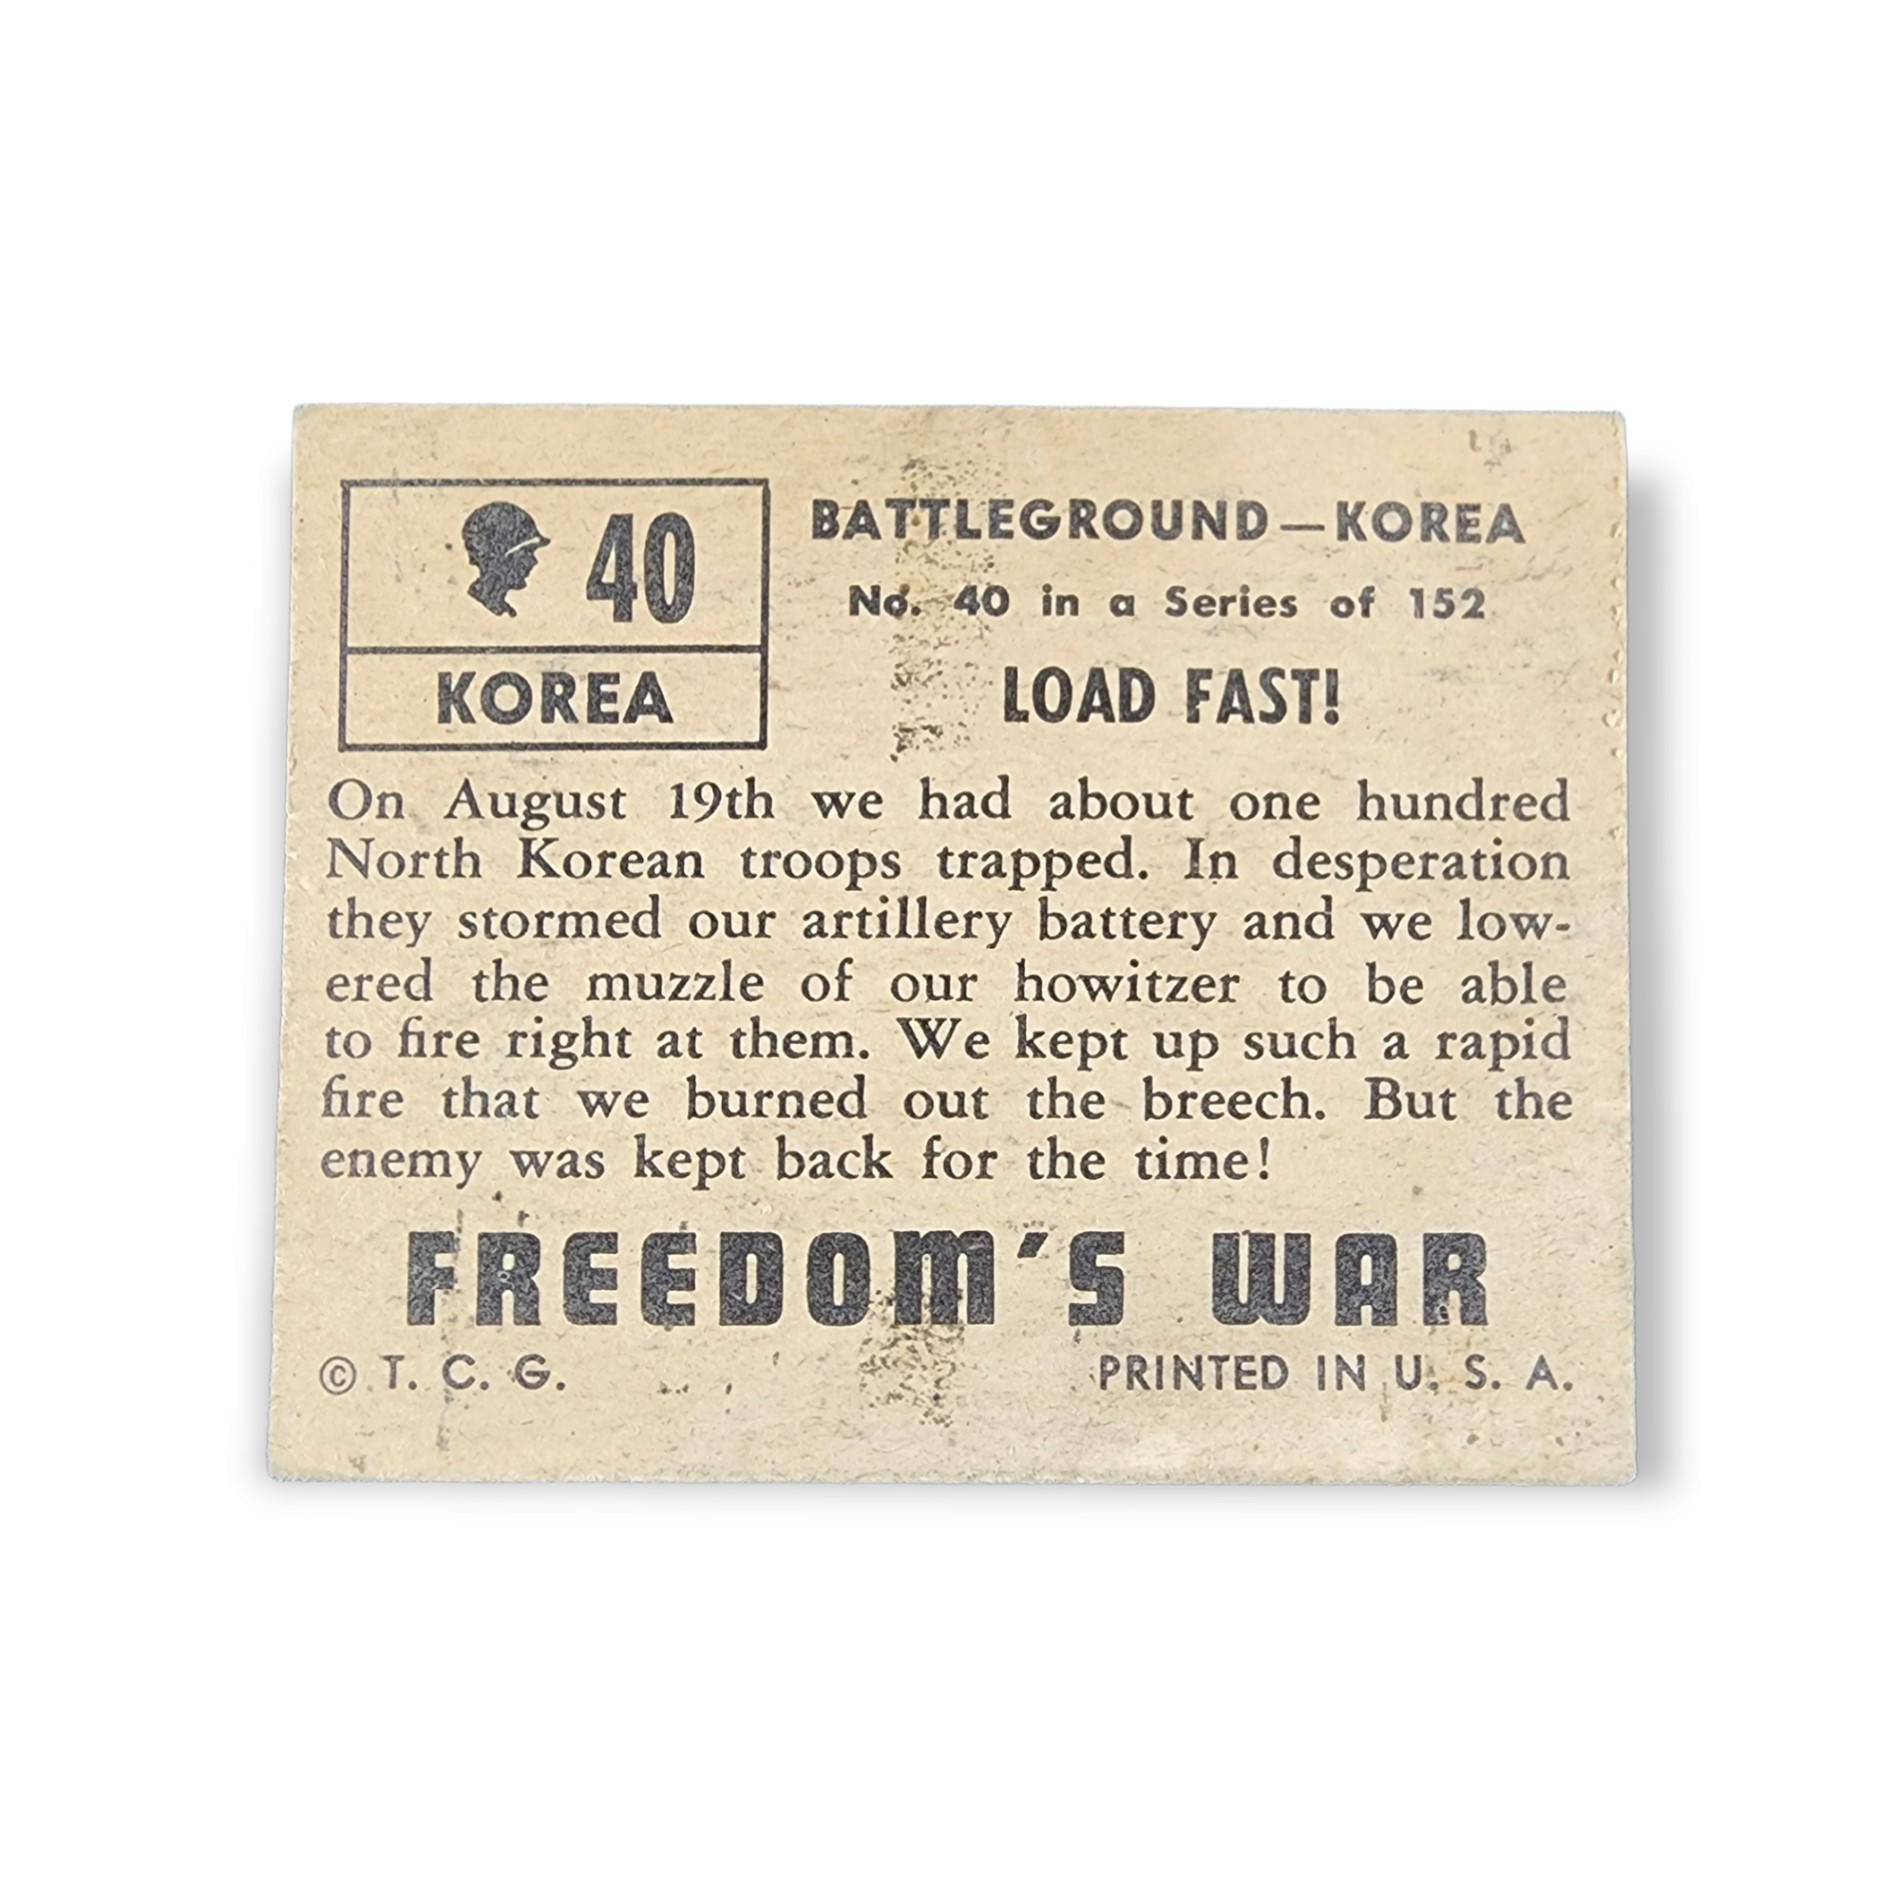 40
KOREA
BATTLEGROUND—KOREA
No. 40 in a Series of 152
LOAD FAST!
On August 19th we had about one hundred
North Korean troops trapped. In desperation
they stormed our artillery battery and we low-
ered the muzzle of our howitzer to be able
to fire right at them. We kept up such a rapid
fire that we burned out the breech. But the
enemy was kept back for the time!
FREEDOM'S WAR
© T. C. G.
PRINTED IN U. S. A.